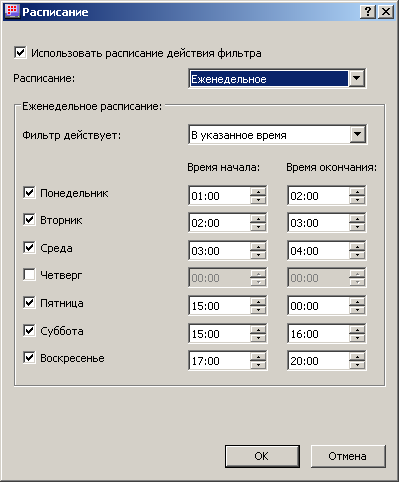 Расписание
Использовать расписание действия фильтра
Расписание: Еженедельное
Еженедельное расписание:
Фильтр действует: В указанное время
Время начала: Время окончания:
Понедельник 01:00 02:00
Вторник 02:00 03:00
Среда 03:00 04:00
Четверг 00:00 00:00
Пятница 15:00 00:00
Суббота 15:00 16:00
Воскресенье 17:00 20:00
OK Отмена